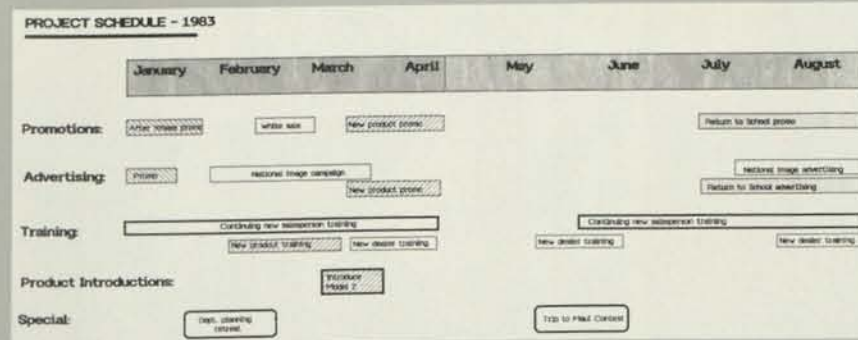 PROJECT SCHEDULE - 1983
January February March April May June July August
Promotions: After Xmas promo White sale New product promo Return to School promo
Advertising: Promo National image campaign National image advertising
New product promo Return to School advertising
Training: Continuing new salesperson training Continuing new salesperson training
New product training New dealer training New dealer training New dealer training
Product Introductions: Introduce
Model 2
Special: Dept. planning Trip to Maui Contest
retreat